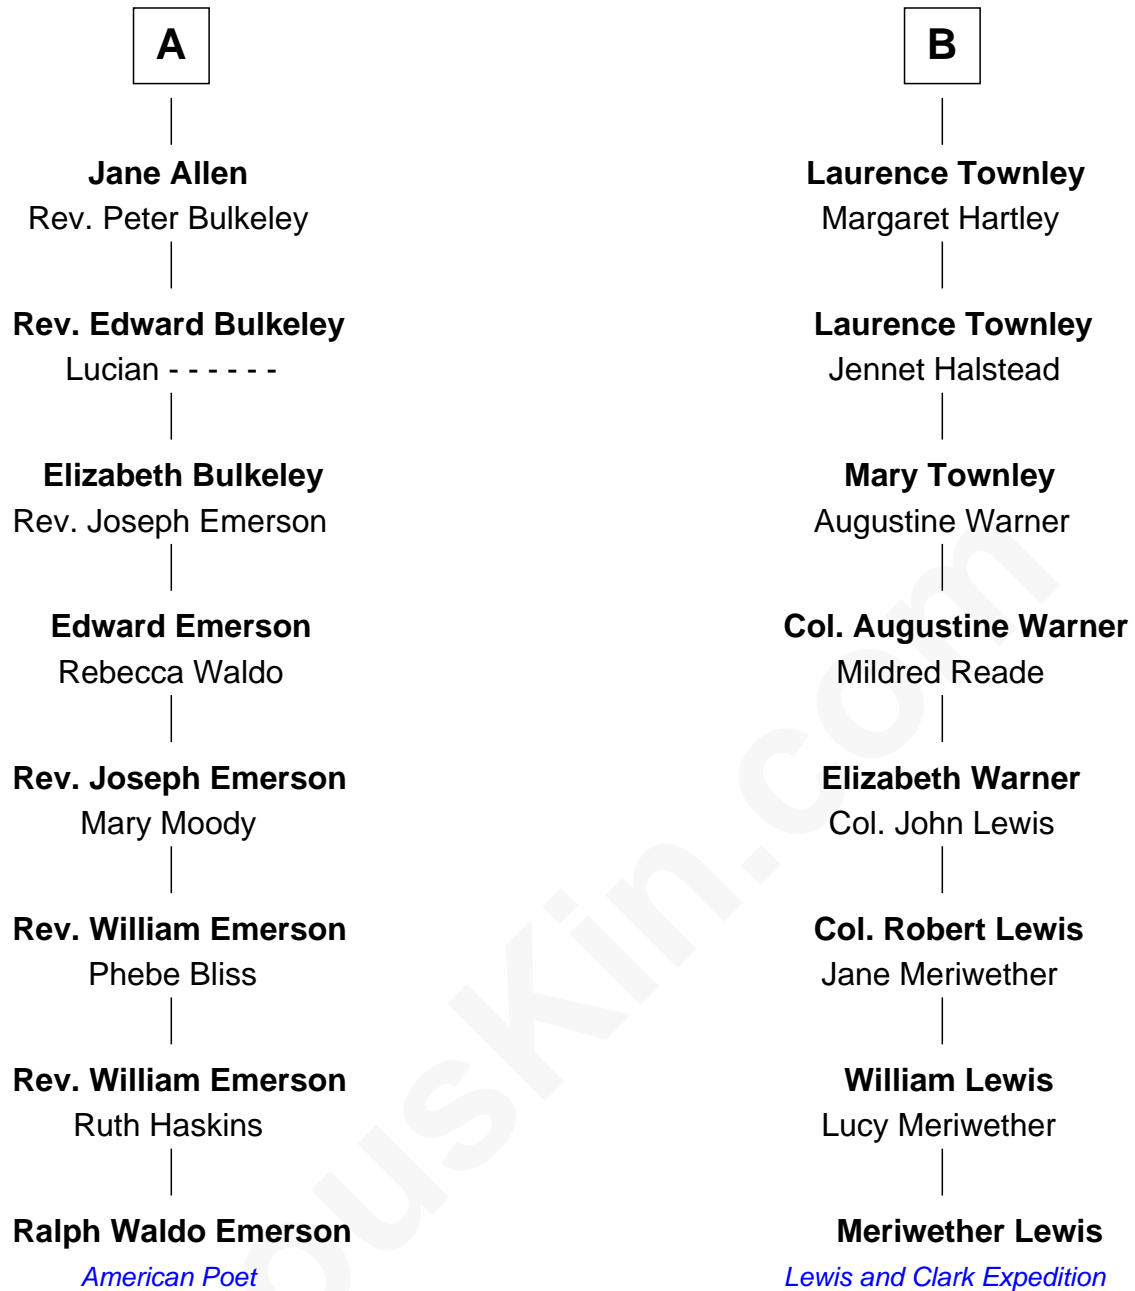 A
Jane Allen
Rev. Peter Bulkeley
Rev. Edward Bulkeley
Lucian - - - - - -
Elizabeth Bulkeley
Rev. Joseph Emerson
Edward Emerson
Rebecca Waldo
Rev. Joseph Emerson
Mary Moody
Rev. William Emerson
Phebe Bliss
Rev. William Emerson
Ruth Haskins
Ralph Waldo Emerson
American Poet
B
Laurence Townley
Margaret Hartley
Laurence Townley
Jennet Halstead
Mary Townley
Augustine Warner
Col. Augustine Warner
Mildred Reade
Elizabeth Warner
Col. John Lewis
Col. Robert Lewis
Jane Meriwether
William Lewis
Lucy Meriwether
Meriwether Lewis
Lewis and Clark Expedition
ousKin.com